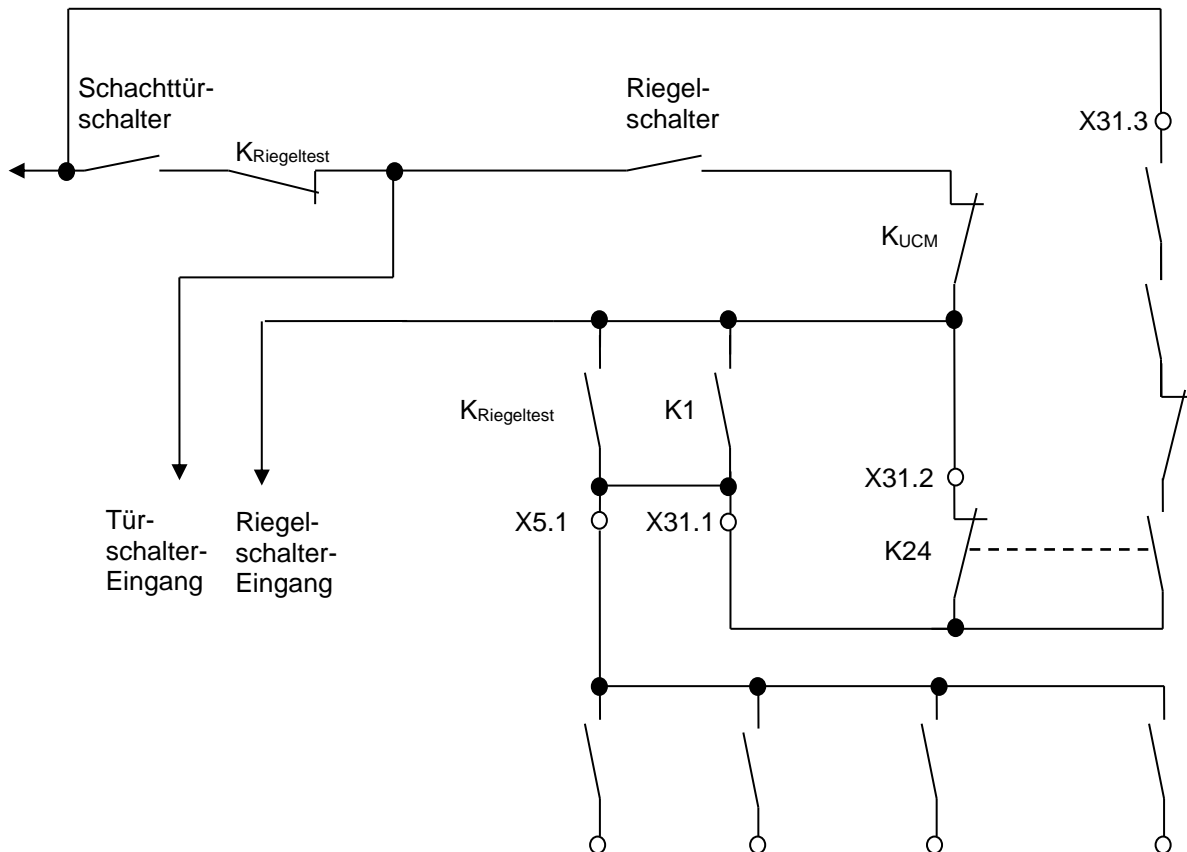 Schachttür-
schalter
Riegel-
schalter
X31.3
KRiegeltest
KUCM
KRiegeltest
K1
X31.2
X5.1
X31.1
Tür-
schalter-
Eingang
Riegel-
schalter-
Eingang
K24